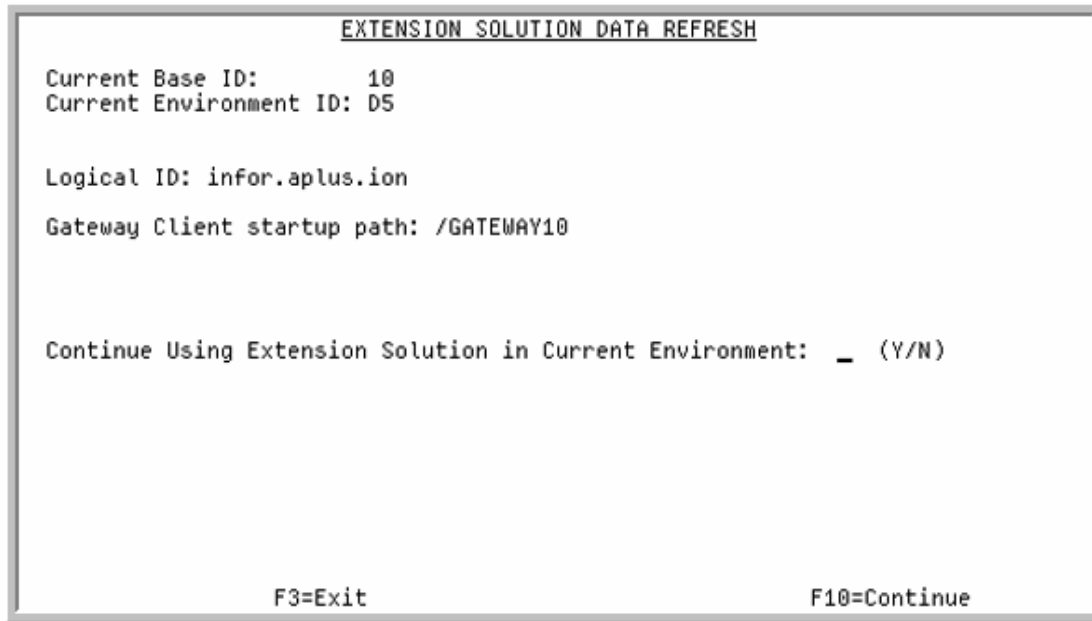 EXTENSION SOLUTION DATA REFRESH
Current Base ID: 10
Current Environment ID: D5
Logical ID: infor.aplus.ion
Gateway Client startup path: /GATEWAY10
Continue Using Extension Solution in Current Environment: _ (Y/N)
F3=Exit F10=Continue